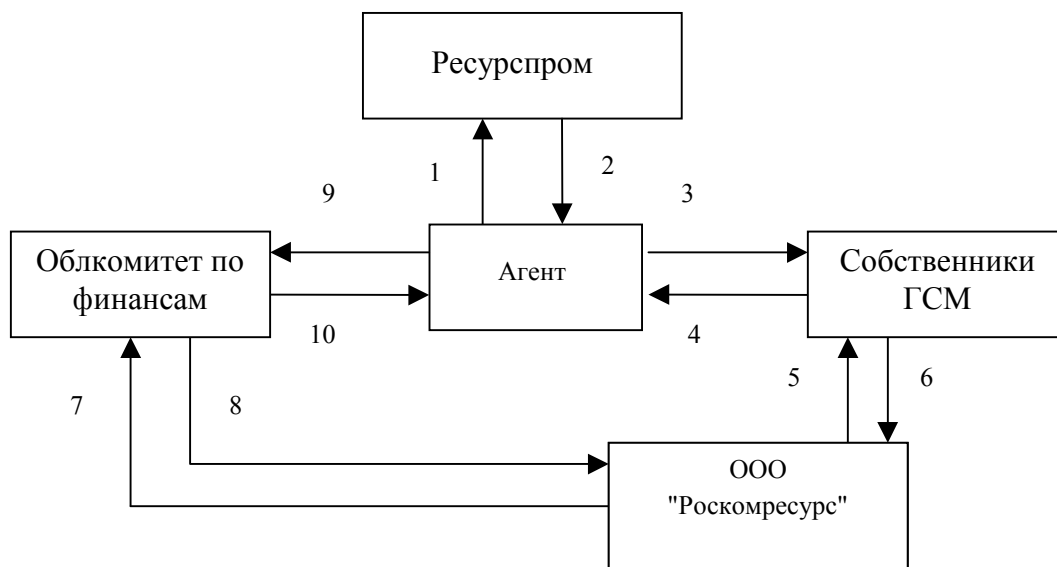 Ресурспром
1
2
9
3
Облкомитет по
финансам
Агент
Собственники
ГСМ
10
4
7
8
5
6
ООО
"Роскомресурс"